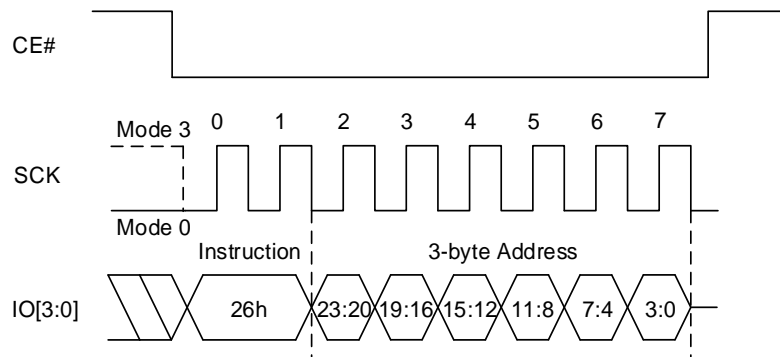 CE#
Mode 3 0 1 2 3 4 5 6 7
SCK
Mode 0
Instruction 3-byte Address
IO[3:0] 26h 23:20 19:16 15:12 11:8 7:4 3:0